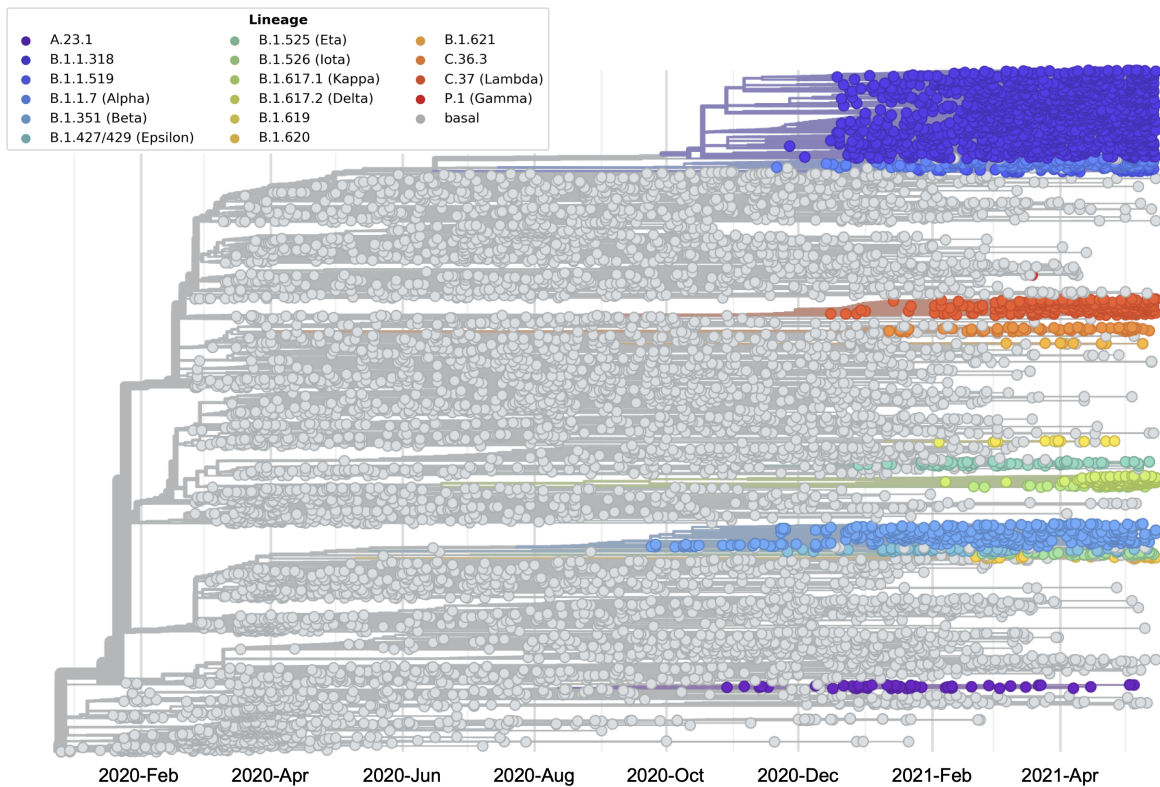 Lineage
A.23.1
B.1.1.318
B.1.1.519
B.1.1.7 (Alpha)
B.1.351 (Beta)
B.1.427/429 (Epsilon)
B.1.525 (Eta)
B.1.526 (Iota)
B.1.617.1 (Kappa)
B.1.617.2 (Delta)
B.1.619
B.1.620
B.1.621
C.36.3
C.37 (Lambda)
P.1 (Gamma)
basal
2020-Feb 2020-Apr 2020-Jun 2020-Aug 2020-Oct 2020-Dec 2021-Feb 2021-Apr